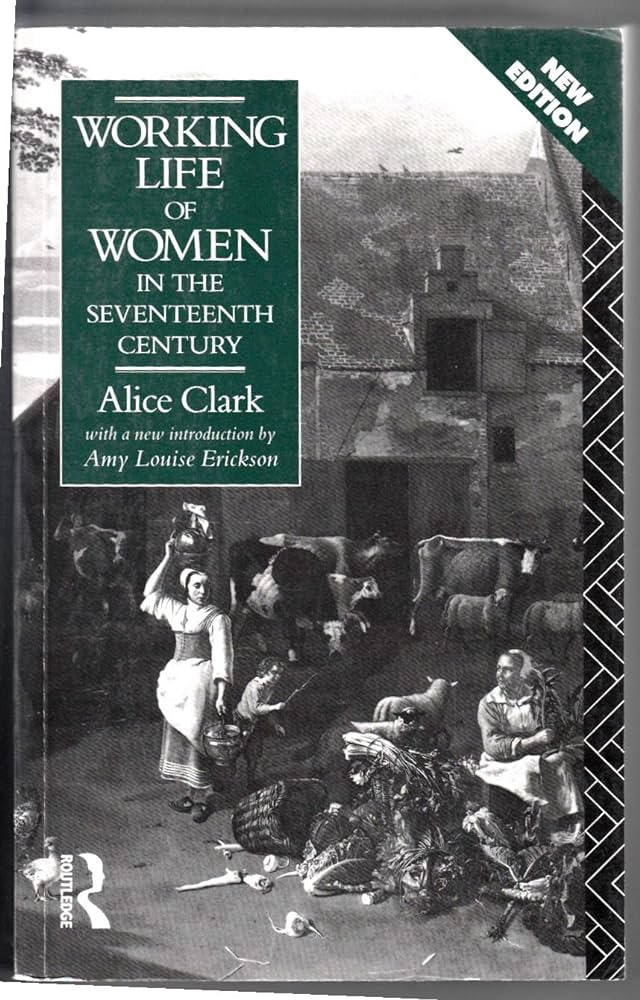 NEW
EDITION
WORKING
LIFE
OF
WOMEN
IN THE
SEVENTEENTH
CENTURY
Alice Clark
with a new introduction by
Amy Louise Erickson
ROUTLEDGE